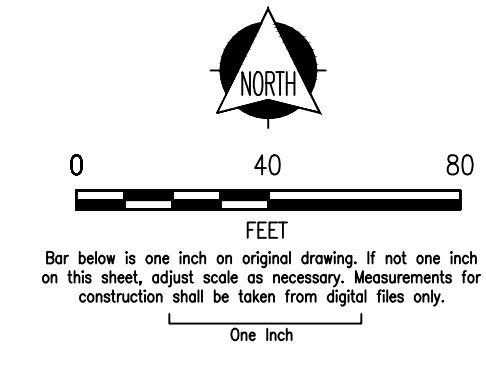 NORTH
0 40 80
FEET
Bar below is one inch on original drawing. If not one inch
on this sheet, adjust scale as necessary. Measurements for
construction shall be taken from digital files only.
One Inch